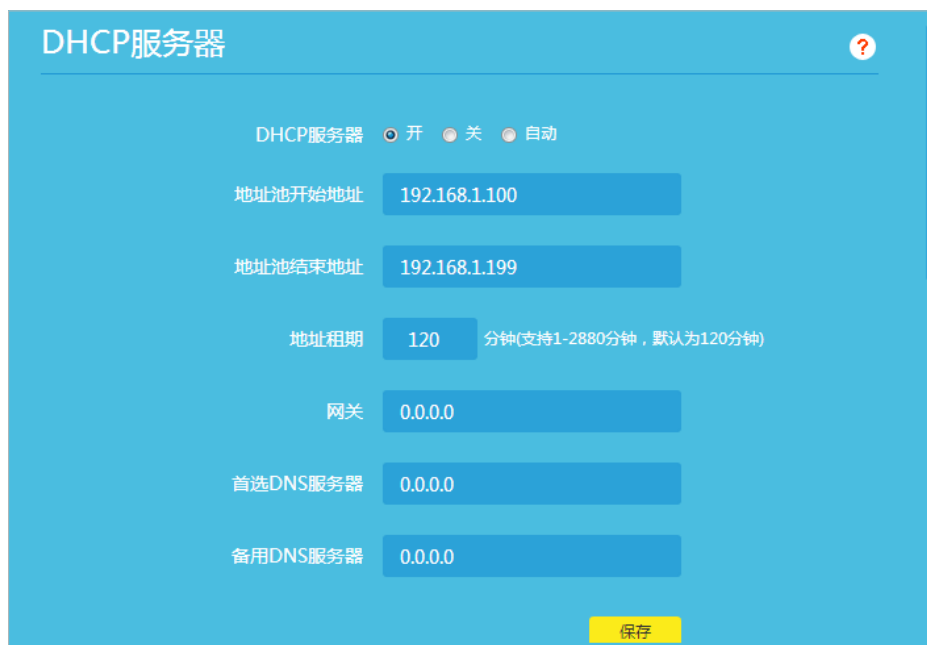 DHCP服务器
?
DHCP服务器 开 关 自动
地址池开始地址 192.168.1.100
地址池结束地址 192.168.1.199
地址租期 120 分钟(支持1-2880分钟，默认为120分钟)
网关 0.0.0.0
首选DNS服务器 0.0.0.0
备用DNS服务器 0.0.0.0
保存